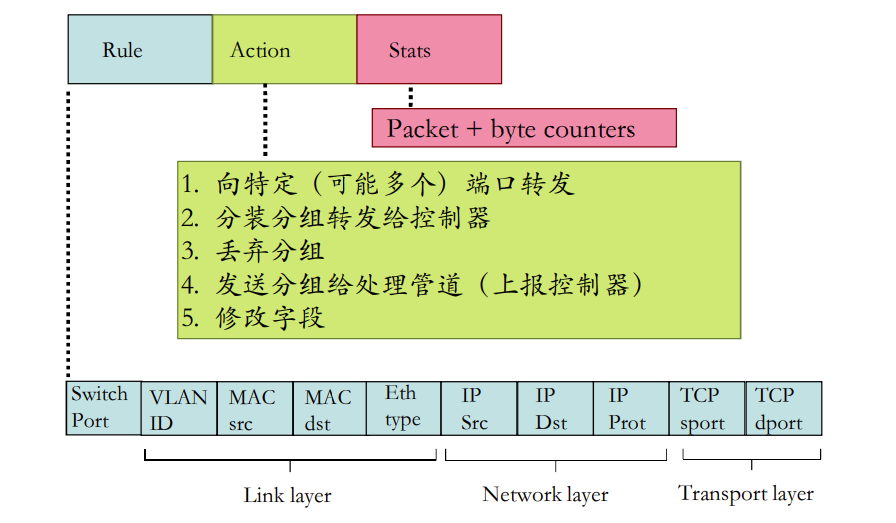 Rule Action Stats
Packet + byte counters
1. 向特定（可能多个）端口转发
2. 分装分组转发给控制器
3. 丢弃分组
4. 发送分组给处理管道（上报控制器）
5. 修改字段
Switch Port
VLAN ID
MAC src
MAC dst
Eth type
IP Src
IP Dst
IP Prot
TCP sport
TCP dport
Link layer
Network layer
Transport layer